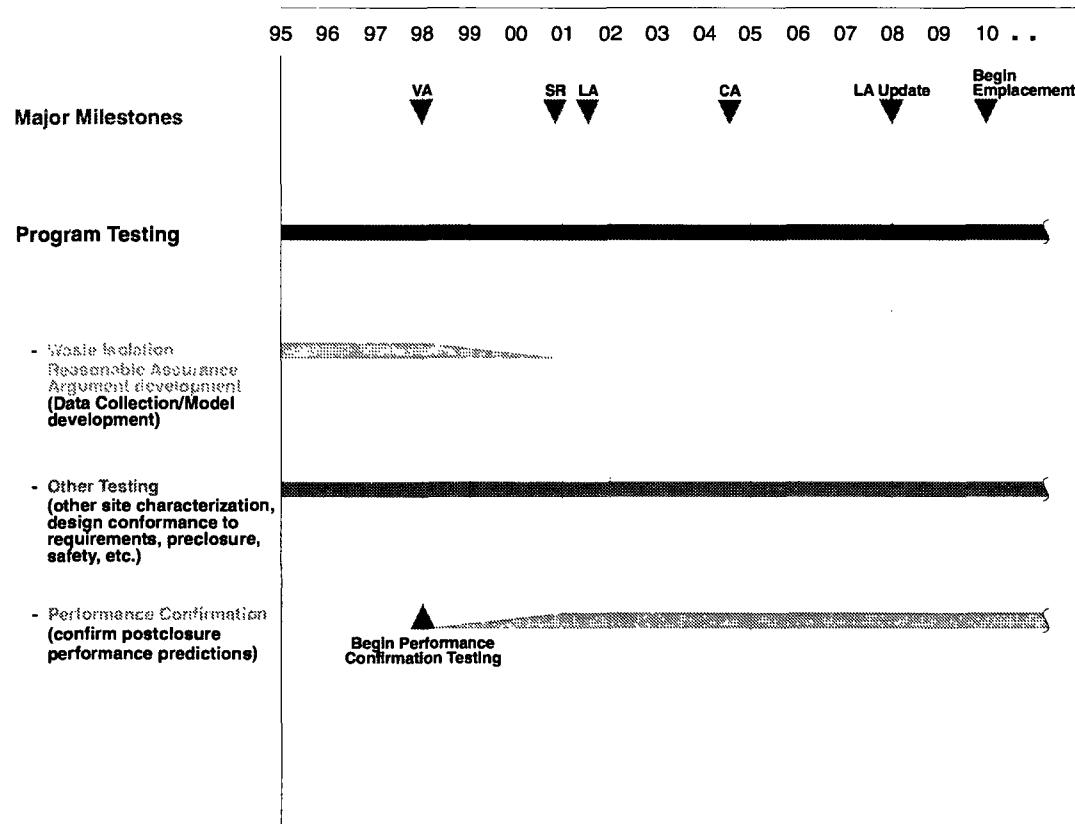 95 96 97 98 99 00 01 02 03 04 05 06 07 08 09 10 . .
Major Milestones
VA
SR LA
CA
LA Update
Begin
Emplacement
Program Testing
- Waste Isolation
Reasonable Assurance
Argument development
(Data Collection/Model
development)
- Other Testing
(other site characterization,
design conformance to
requirements, preclosure,
safety, etc.)
- Performance Confirmation
(confirm postclosure
performance predictions)
Begin Performance
Confirmation Testing